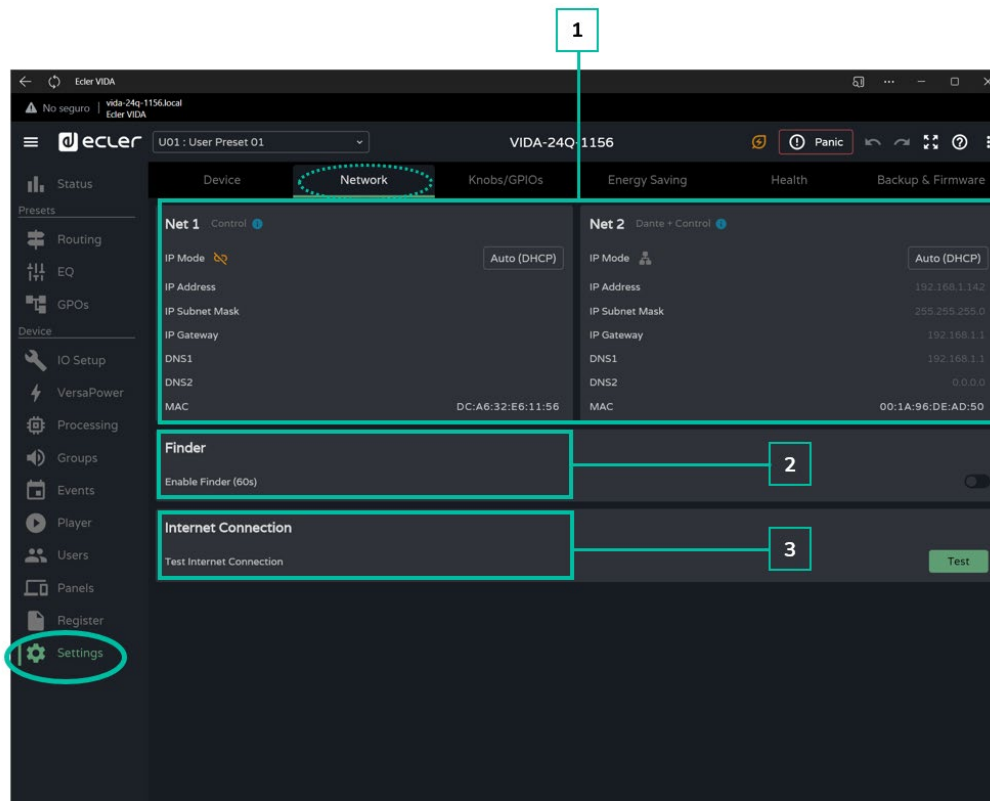 1
Ecler VIDA
No seguro
vida-24q-1156.local
Ecler VIDA
ecler
U01 : User Preset 01
VIDA-24Q-1156
Panic
Status
Presets
Routing
EQ
GPOs
Device
IO Setup
VersaPower
Processing
Groups
Events
Player
Users
Panels
Register
Settings
Device Network Knobs/GPIOs Energy Saving Health Backup & Firmware
Net 1 Control
IP Mode Auto (DHCP)
IP Address
IP Subnet Mask
IP Gateway
DNS1
DNS2
MAC DC:A6:32:E6:11:56
Net 2 Dante + Control
IP Mode Auto (DHCP)
IP Address 192.168.1.142
IP Subnet Mask 255.255.255.0
IP Gateway 192.168.1.1
DNS1 192.168.1.1
DNS2 0.0.0.0
MAC 00:1A:96:DE:AD:50
Finder
Enable Finder (60s)
2
Internet Connection
Test Internet Connection
3
Test